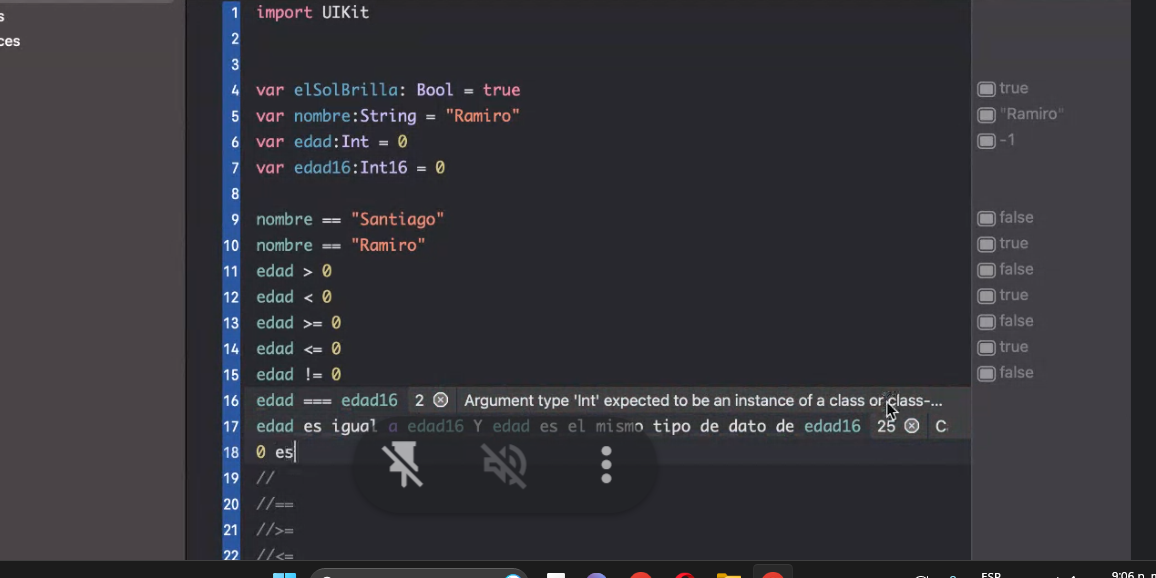 s
ces
1 import UIKit
2
3
4 var elSolBrilla: Bool = true
true
5 var nombre:String = "Ramiro"
"Ramiro"
6 var edad:Int = 0
-1
7 var edad16:Int16 = 0
8
9 nombre == "Santiago"
false
10 nombre == "Ramiro"
true
11 edad > 0
false
12 edad < 0
true
13 edad >= 0
false
14 edad <= 0
true
15 edad != 0
false
16 edad === edad16 2 Argument type 'Int' expected to be an instance of a class or class-...
17 edad es igual a edad16 Y edad es el mismo tipo de dato de edad16 25 C
18 0 es
19 //
20 //==
21 //>=
22 //<=
ESP